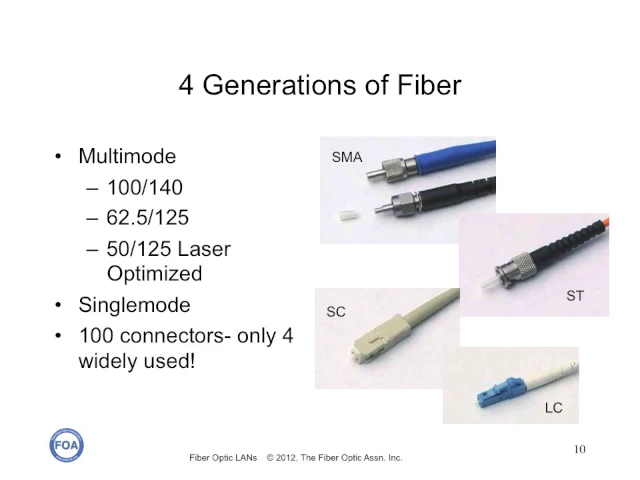 4 Generations of Fiber
• Multimode
– 100/140
– 62.5/125
– 50/125 Laser
Optimized
• Singlemode
• 100 connectors- only 4
widely used!
SMA
ST
SC
LC
FOA
Fiber Optic LANs © 2012, The Fiber Optic Assn. Inc.
10